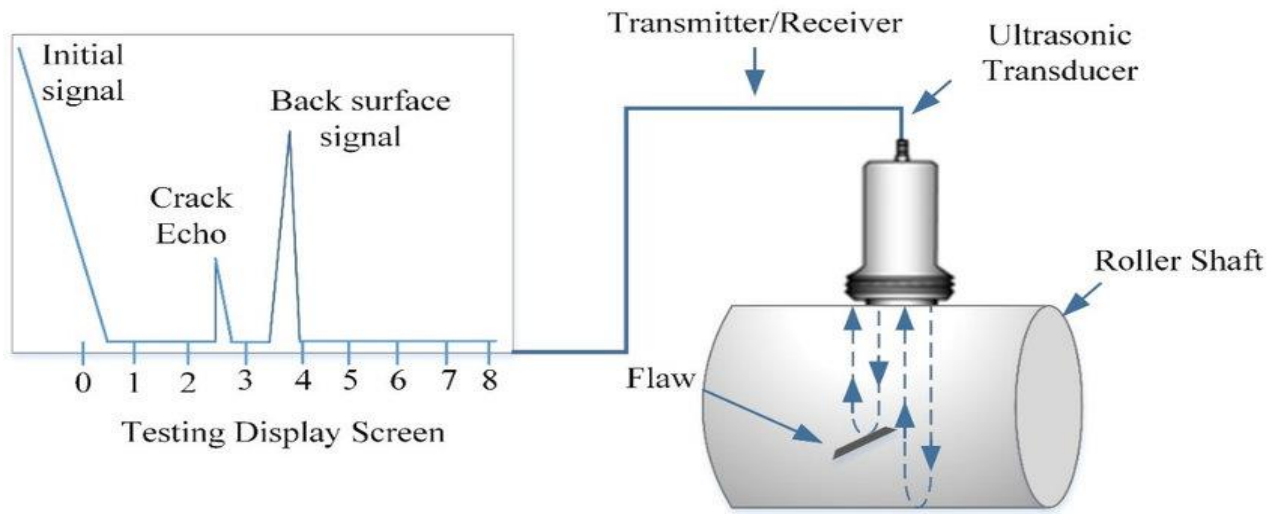 Initial
signal
Back surface
signal
Crack
Echo
0 1 2 3 4 5 6 7 8
Testing Display Screen
Transmitter/Receiver
Ultrasonic
Transducer
Roller Shaft
Flaw